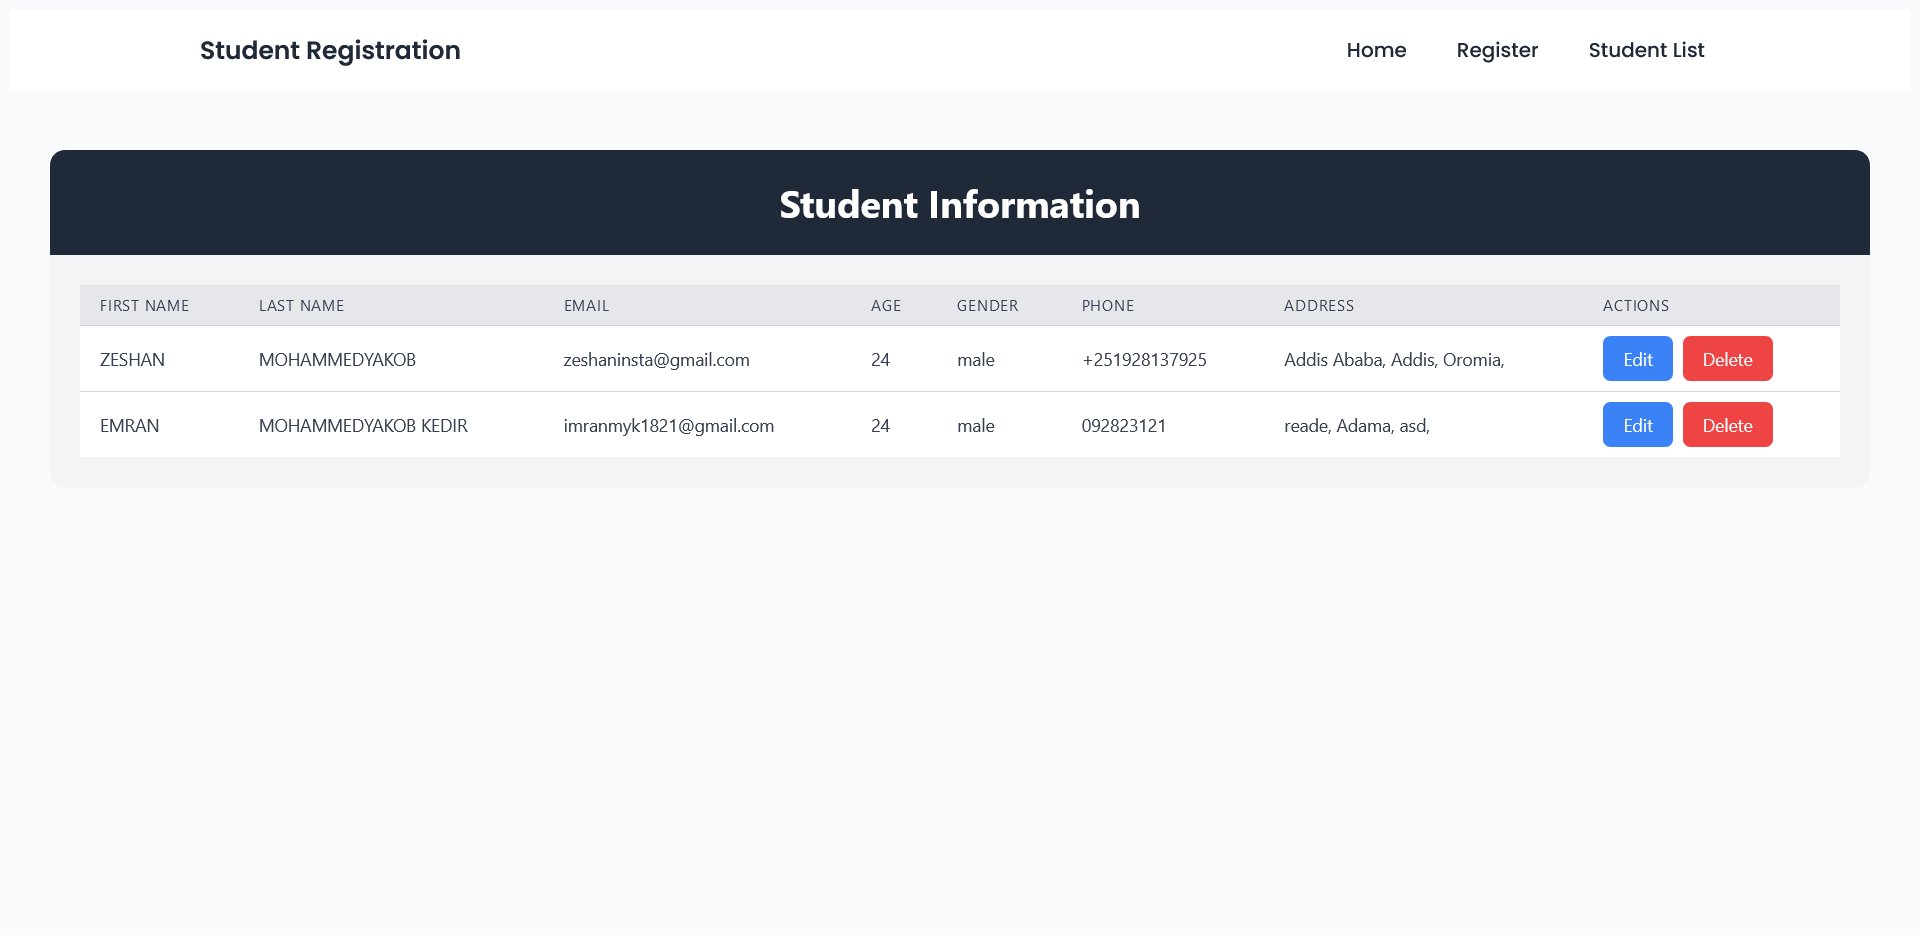 Student Registration Home Register Student List
Student Information
FIRST NAME LAST NAME EMAIL AGE GENDER PHONE ADDRESS ACTIONS
ZESHAN MOHAMMEDYAKOB zeshaninsta@gmail.com 24 male +251928137925 Addis Ababa, Addis, Oromia, Edit Delete
EMRAN MOHAMMEDYAKOB KEDIR imranmyk1821@gmail.com 24 male 092823121 reade, Adama, asd, Edit Delete